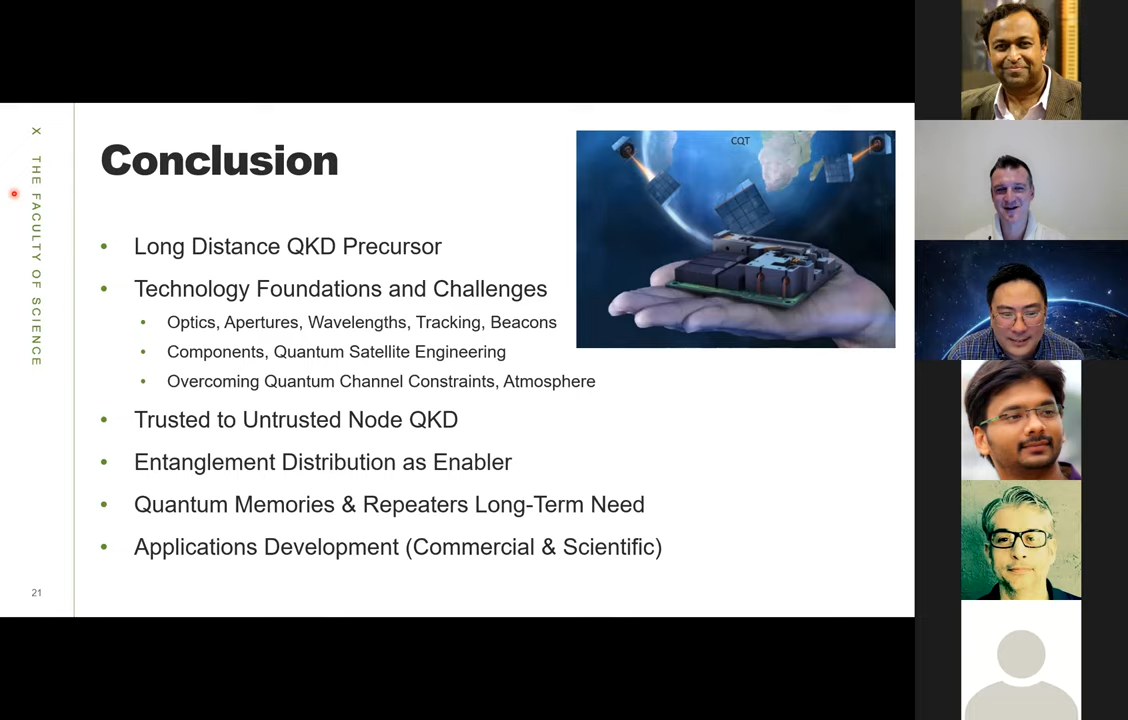 X THE FACULTY OF SCIENCE
Conclusion
CQT
• Long Distance QKD Precursor
• Technology Foundations and Challenges
• Optics, Apertures, Wavelengths, Tracking, Beacons
• Components, Quantum Satellite Engineering
• Overcoming Quantum Channel Constraints, Atmosphere
• Trusted to Untrusted Node QKD
• Entanglement Distribution as Enabler
• Quantum Memories & Repeaters Long-Term Need
• Applications Development (Commercial & Scientific)
21